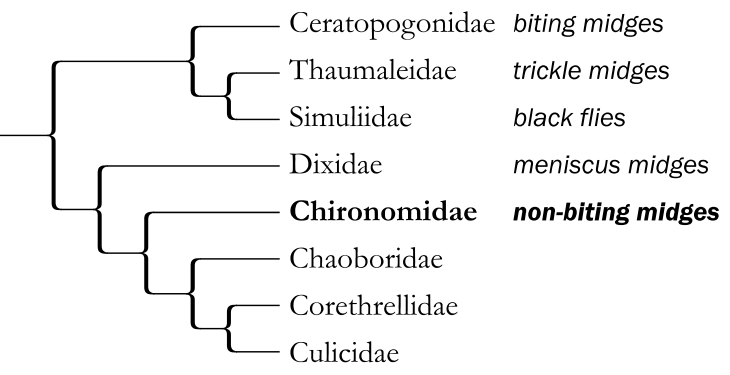 Ceratopogonidae biting midges
Thaumaleidae trickle midges
Simuliidae black flies
Dixidae meniscus midges
Chironomidae non-biting midges
Chaoboridae
Corethrellidae
Culicidae